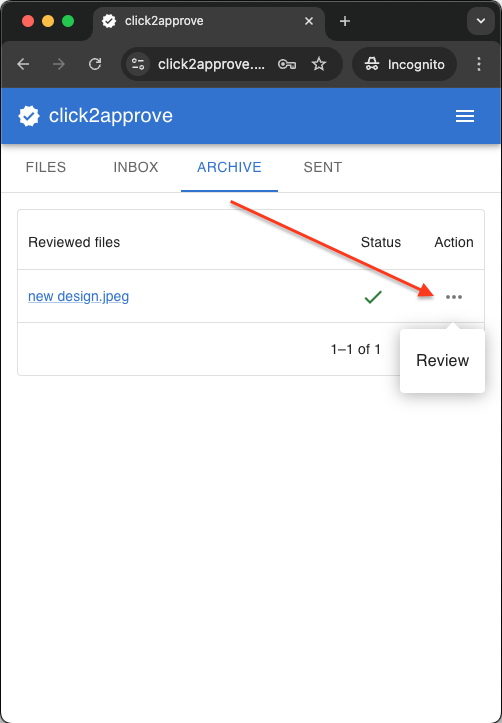 click2approve
click2approve.... Incognito
click2approve
FILES INBOX ARCHIVE SENT
Reviewed files Status Action
new design.jpeg
1–1 of 1
Review